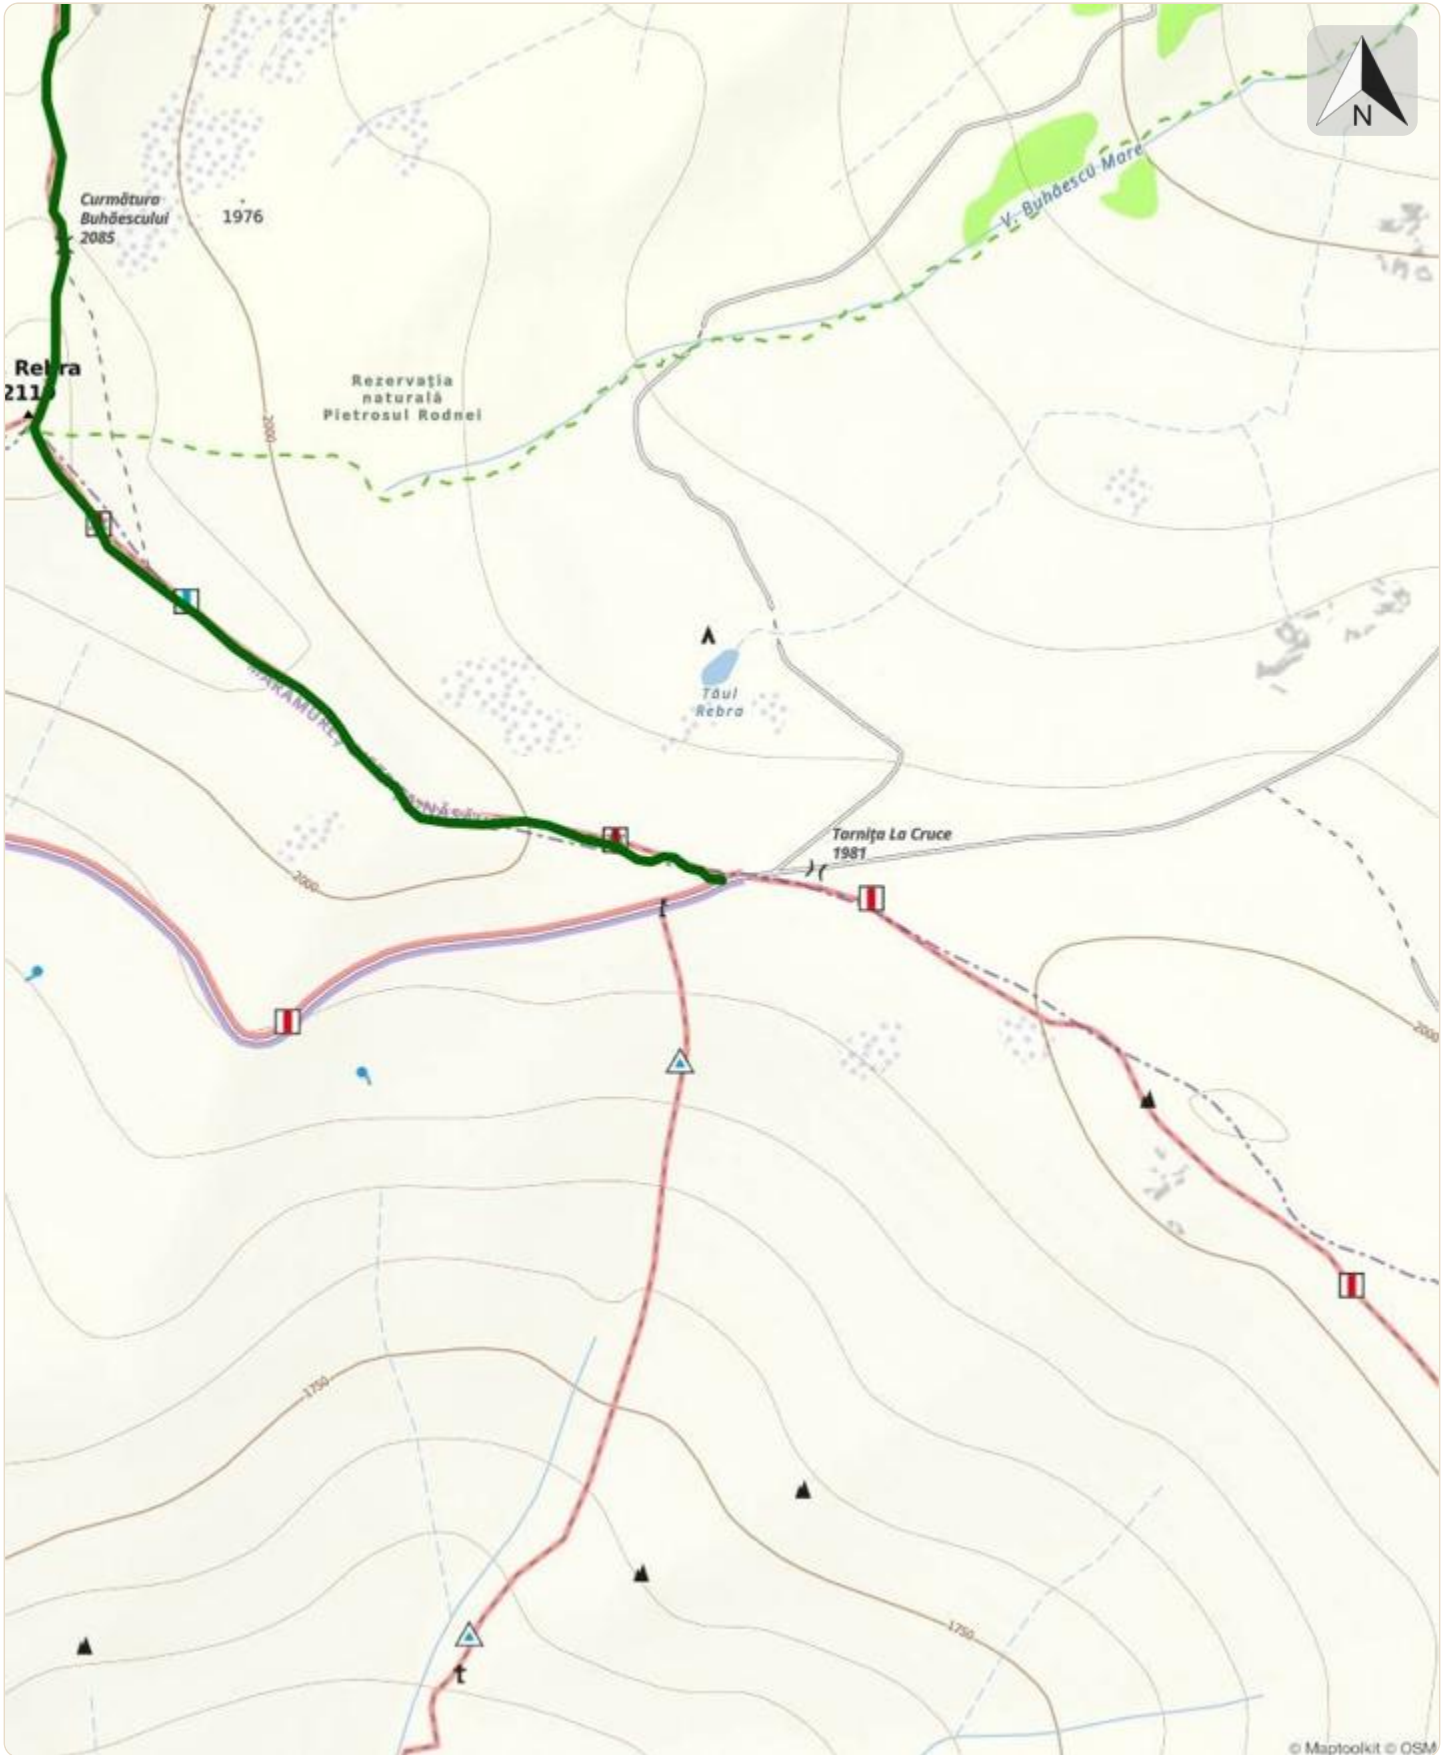 N
Curmătura
Buhăescului
2085
1976
V. Buhăescu Mare
2000
Rezervația
naturală
Pietrosul Rodnei
Tăul
Rebra
Tarnița La Cruce
1981
2000
2000
1750
1750
© Maptoolkit © OSM